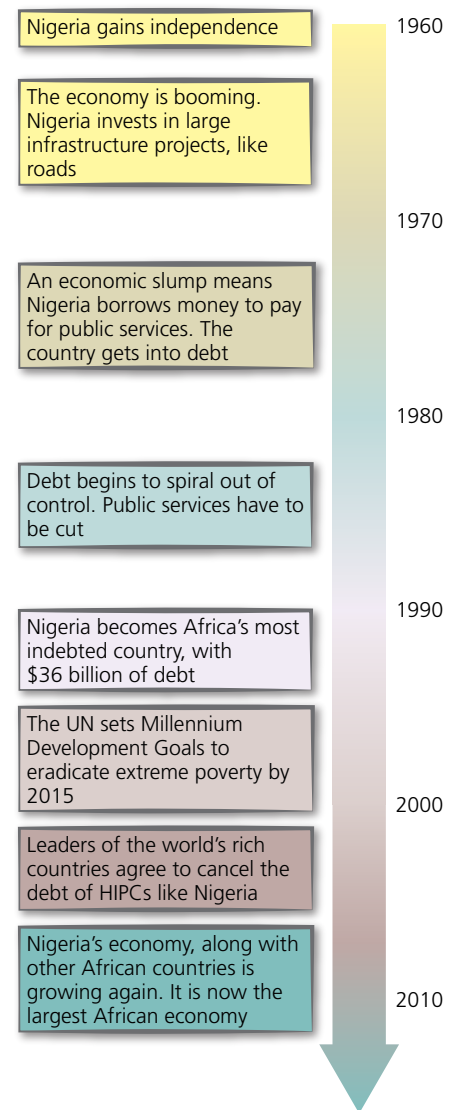 Nigeria gains independence
1960
The economy is booming.
Nigeria invests in large
infrastructure projects, like
roads
1970
An economic slump means
Nigeria borrows money to pay
for public services. The
country gets into debt
1980
Debt begins to spiral out of
control. Public services have to
be cut
1990
Nigeria becomes Africa’s most
indebted country, with
$36 billion of debt
The UN sets Millennium
Development Goals to
eradicate extreme poverty by
2015
2000
Leaders of the world’s rich
countries agree to cancel the
debt of HIPCs like Nigeria
Nigeria’s economy, along with
other African countries is
growing again. It is now the
largest African economy
2010